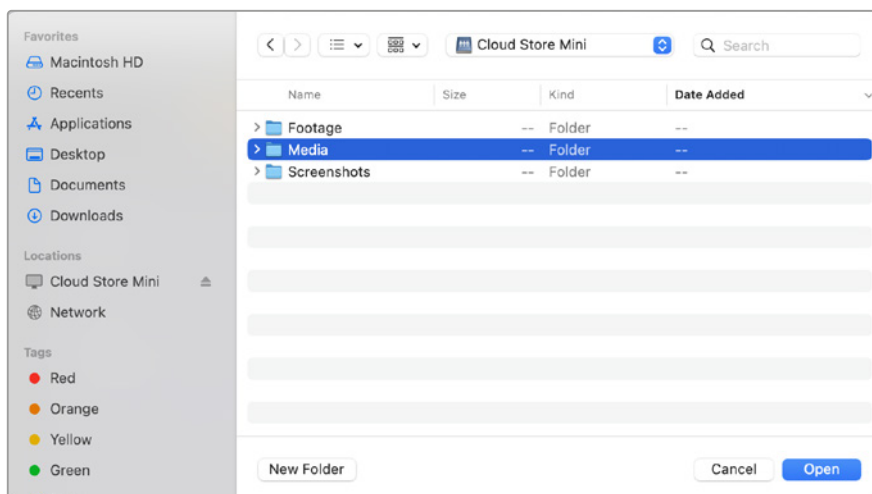 Favorites
Macintosh HD
Recents
Applications
Desktop
Documents
Downloads
Locations
Cloud Store Mini
Network
Tags
Red
Orange
Yellow
Green
Cloud Store Mini
Search
Name Size Kind Date Added
Footage -- Folder --
Media -- Folder --
Screenshots -- Folder --
New Folder Cancel Open